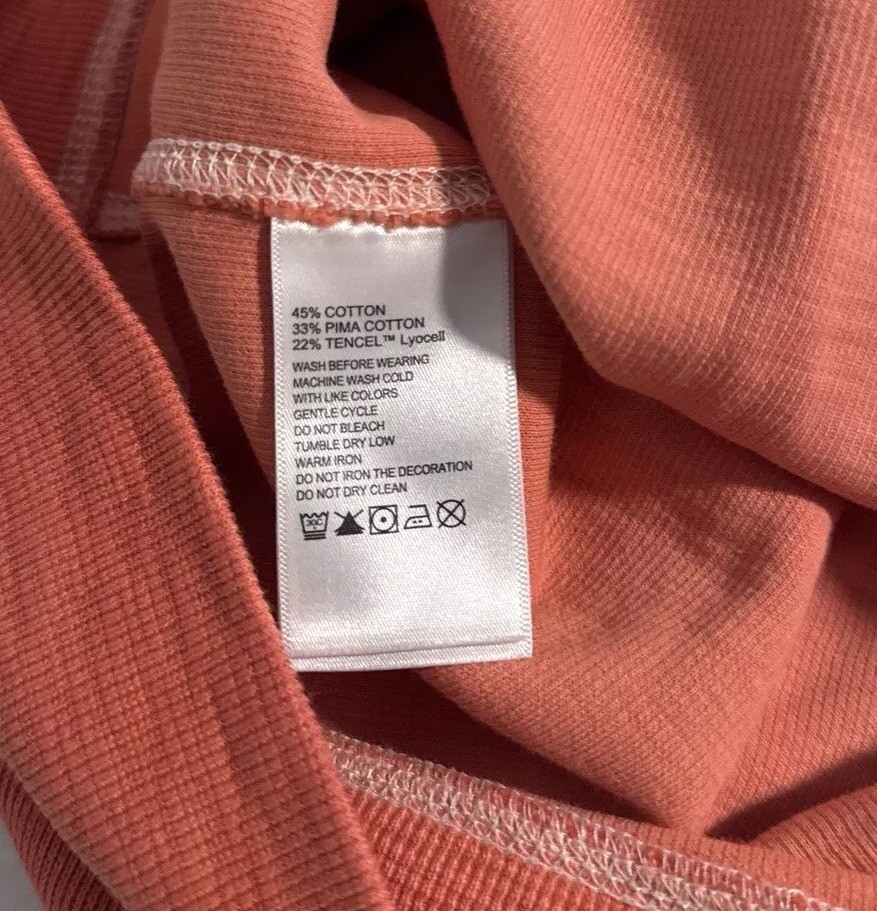 45% COTTON
33% PIMA COTTON
22% TENCEL™ Lyocell
WASH BEFORE WEARING
MACHINE WASH COLD
WITH LIKE COLORS
GENTLE CYCLE
DO NOT BLEACH
TUMBLE DRY LOW
WARM IRON
DO NOT IRON THE DECORATION
DO NOT DRY CLEAN
30C